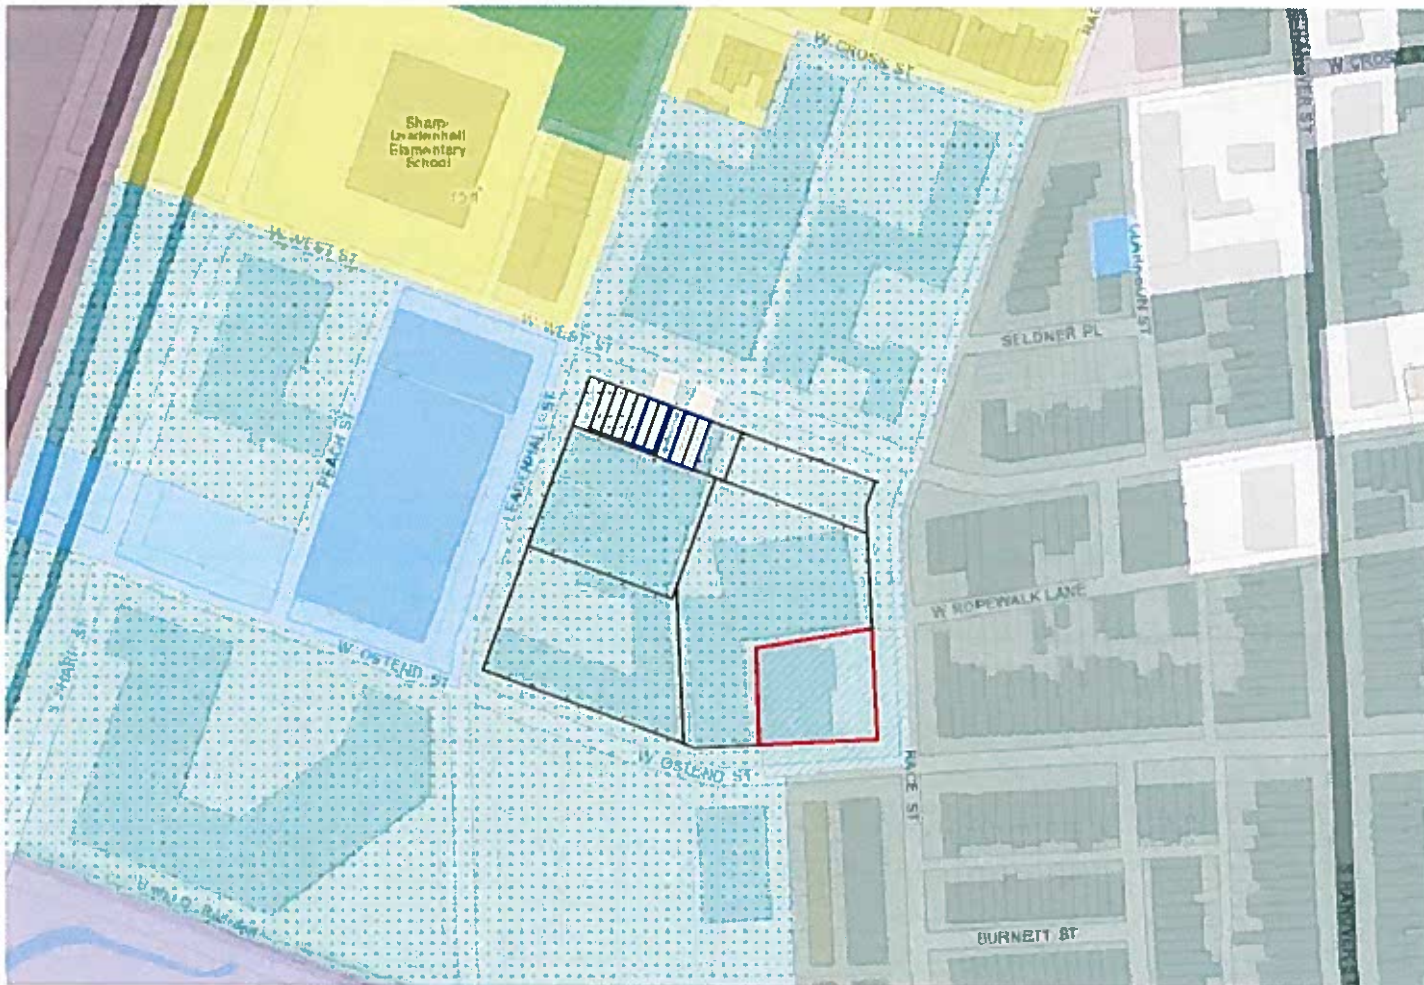 W CROSS ST
W CROS
Sharp-
Leadenhall
Elementary
School
W WEST ST
W WEST ST
SELDNER PL
PEACH ST
LEADENHALL ST
W ROPEWALK LANE
W OSTEND ST
W OSTEND ST
RACE ST
BURNETT ST